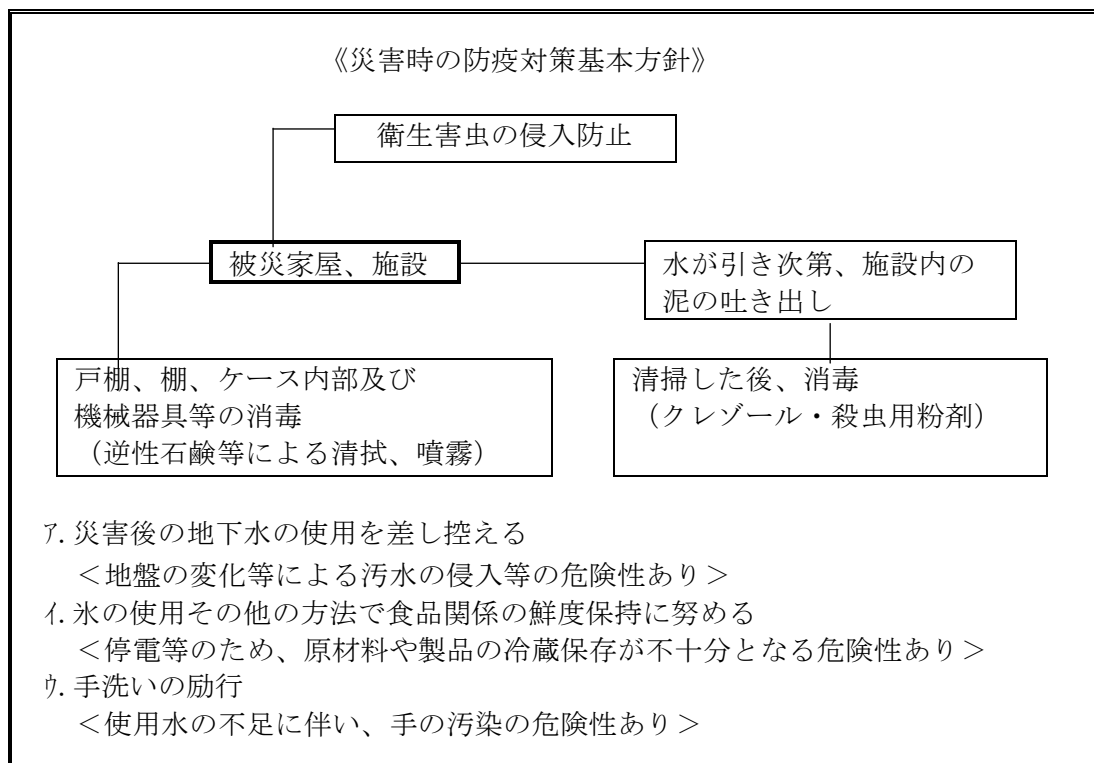 《災害時の防疫対策基本方針》
衛生害虫の侵入防止
被災家屋、施設
水が引き次第、施設内の
泥の吐き出し
戸棚、棚、ケース内部及び
機械器具等の消毒
（逆性石鹸等による清拭、噴霧）
清掃した後、消毒
（クレゾール・殺虫用粉剤）
ｱ. 災害後の地下水の使用を差し控える
＜地盤の変化等による汚水の侵入等の危険性あり＞
ｲ. 氷の使用その他の方法で食品関係の鮮度保持に努める
＜停電等のため、原材料や製品の冷蔵保存が不十分となる危険性あり＞
ｳ. 手洗いの励行
＜使用水の不足に伴い、手の汚染の危険性あり＞